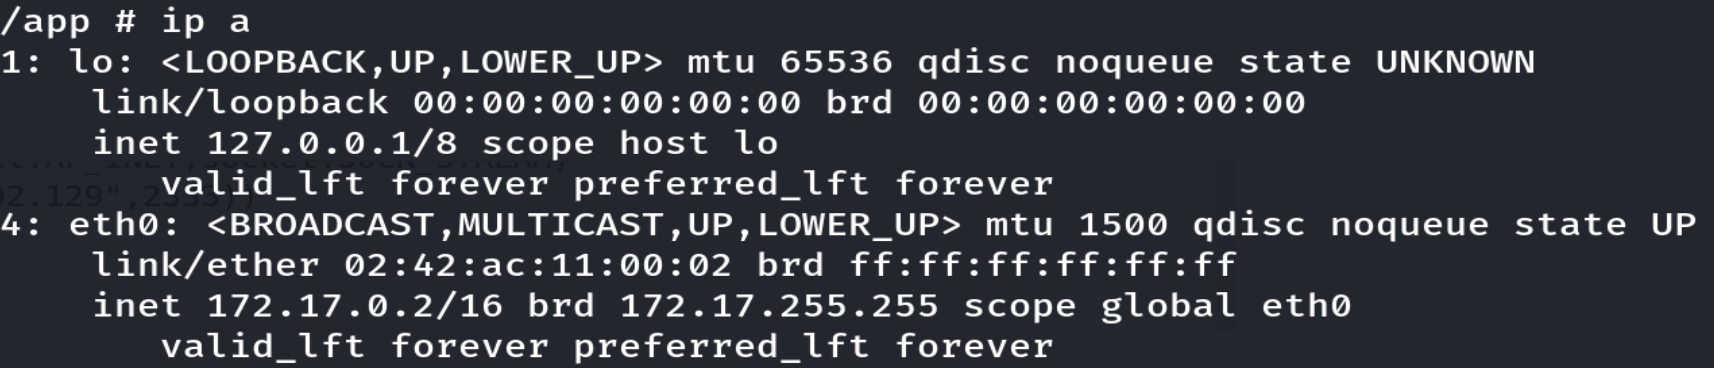 /app # ip a
1: lo: <LOOPBACK,UP,LOWER_UP> mtu 65536 qdisc noqueue state UNKNOWN
    link/loopback 00:00:00:00:00:00 brd 00:00:00:00:00:00
    inet 127.0.0.1/8 scope host lo
       valid_lft forever preferred_lft forever
4: eth0: <BROADCAST,MULTICAST,UP,LOWER_UP> mtu 1500 qdisc noqueue state UP
    link/ether 02:42:ac:11:00:02 brd ff:ff:ff:ff:ff:ff
    inet 172.17.0.2/16 brd 172.17.255.255 scope global eth0
       valid_lft forever preferred_lft forever